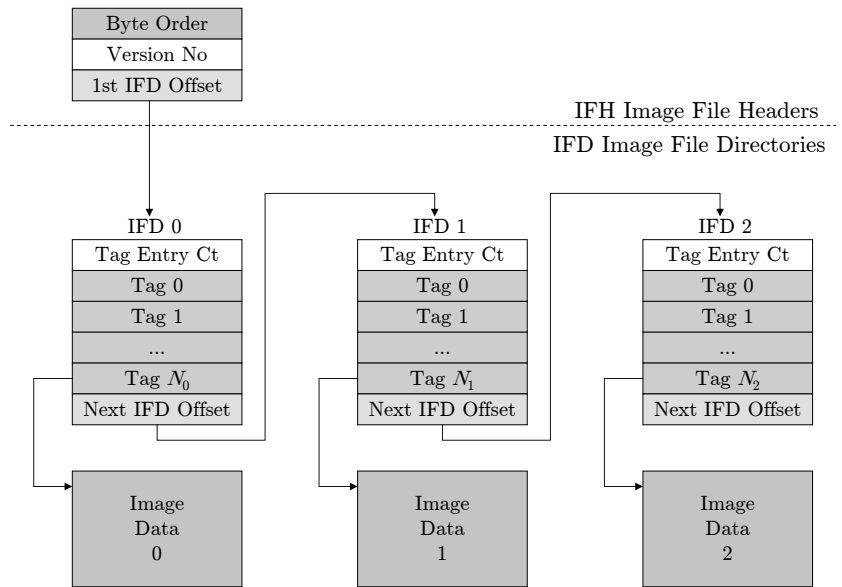 Byte Order
Version No
1st IFD Offset
IFH Image File Headers
IFD Image File Directories
IFD 0
Tag Entry Ct
Tag 0
Tag 1
...
Tag N₀
Next IFD Offset
Image
Data
0
IFD 1
Tag Entry Ct
Tag 0
Tag 1
...
Tag N₁
Next IFD Offset
Image
Data
1
IFD 2
Tag Entry Ct
Tag 0
Tag 1
...
Tag N₂
Next IFD Offset
Image
Data
2